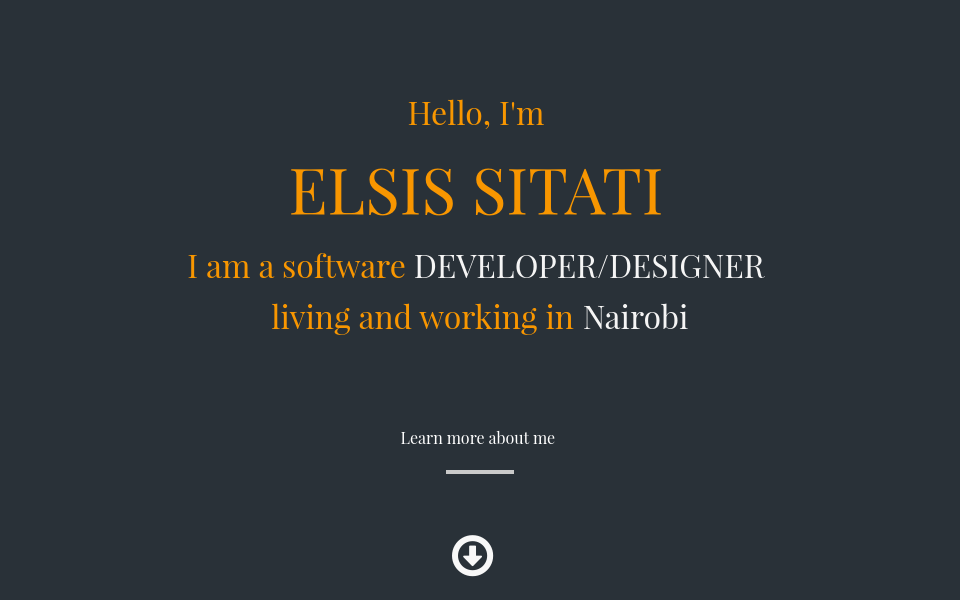 Hello, I'm
ELSIS SITATI
I am a software DEVELOPER/DESIGNER
living and working in Nairobi
Learn more about me